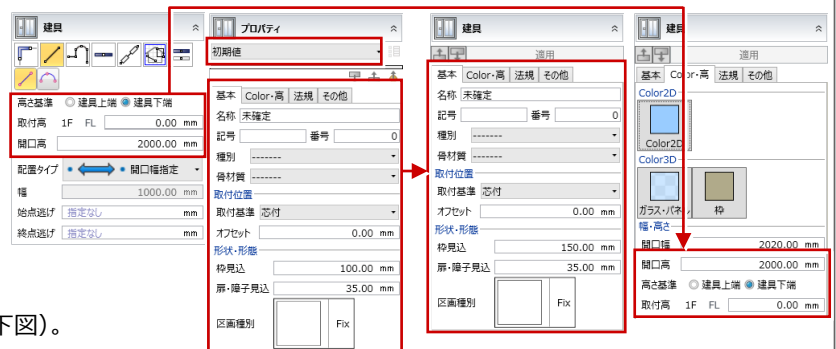 建具
高さ基準 建具上端 建具下端
取付高 1F FL 0.00 mm
開口高 2000.00 mm
配置タイプ 開口幅指定
幅 1000.00 mm
始点逃げ 指定なし mm
終点逃げ 指定なし mm
プロパティ
初期値
基本 Color・高 法規 その他
名称 未確定
記号 番号 0
種別 -------
骨材質 -------
取付位置
取付基準 芯付
オフセット 0.00 mm
形状・形態
枠見込 100.00 mm
扉・障子見込 35.00 mm
区画種別 Fix
建具
適用
基本 Color・高 法規 その他
名称 未確定
記号 番号 0
種別 -------
骨材質 -------
取付位置
取付基準 芯付
オフセット 0.00 mm
形状・形態
枠見込 150.00 mm
扉・障子見込 35.00 mm
区画種別 Fix
建具
適用
基本 Color・高 法規 その他
Color2D
Color2D
Color3D
ガラス・パネル 枠
幅・高さ
開口幅 2020.00 mm
開口高 2000.00 mm
高さ基準 建具上端 建具下端
取付高 1F FL 0.00 mm
下図)。